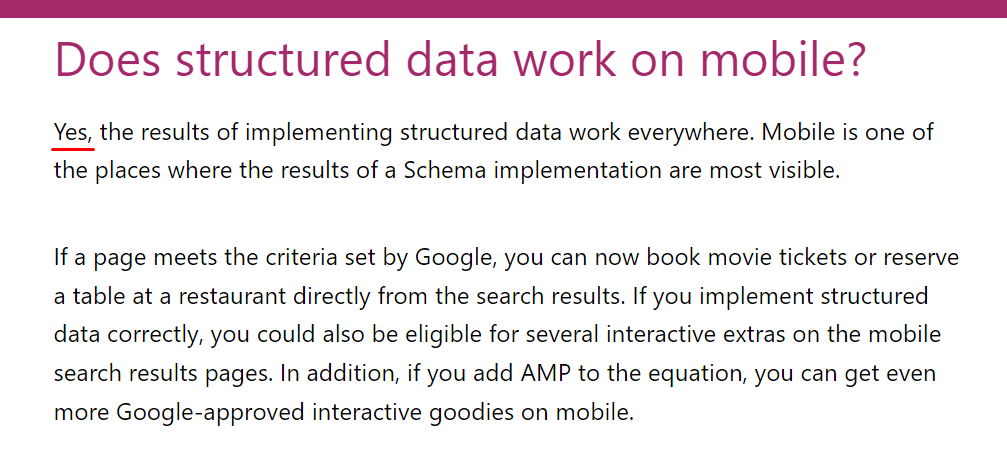 Does structured data work on mobile?
Yes, the results of implementing structured data work everywhere. Mobile is one of
the places where the results of a Schema implementation are most visible.
If a page meets the criteria set by Google, you can now book movie tickets or reserve
a table at a restaurant directly from the search results. If you implement structured
data correctly, you could also be eligible for several interactive extras on the mobile
search results pages. In addition, if you add AMP to the equation, you can get even
more Google-approved interactive goodies on mobile.